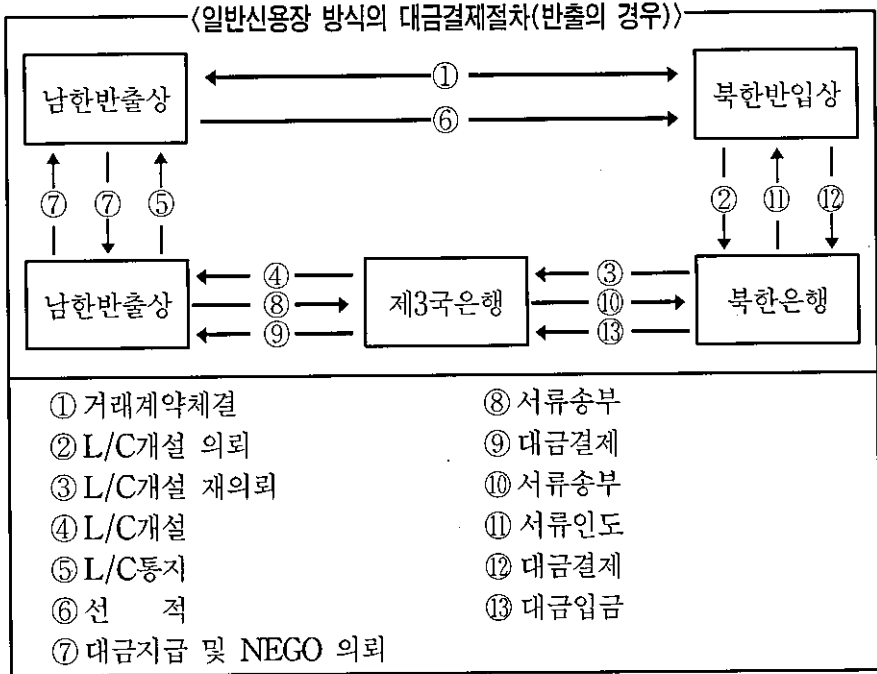 〈일반신용장 방식의 대금결제절차(반출의 경우)〉
남한반출상
①
⑥
북한반입상
⑦ ⑦ ⑤
② ⑪ ⑫
남한반출상
④
⑧
⑨
제3국은행
③
⑩
⑬
북한은행
① 거래계약체결
② L/C개설 의뢰
③ L/C개설 재의뢰
④ L/C개설
⑤ L/C통지
⑥ 선 적
⑦ 대금지급 및 NEGO 의뢰
⑧ 서류송부
⑨ 대금결제
⑩ 서류송부
⑪ 서류인도
⑫ 대금결제
⑬ 대금입금